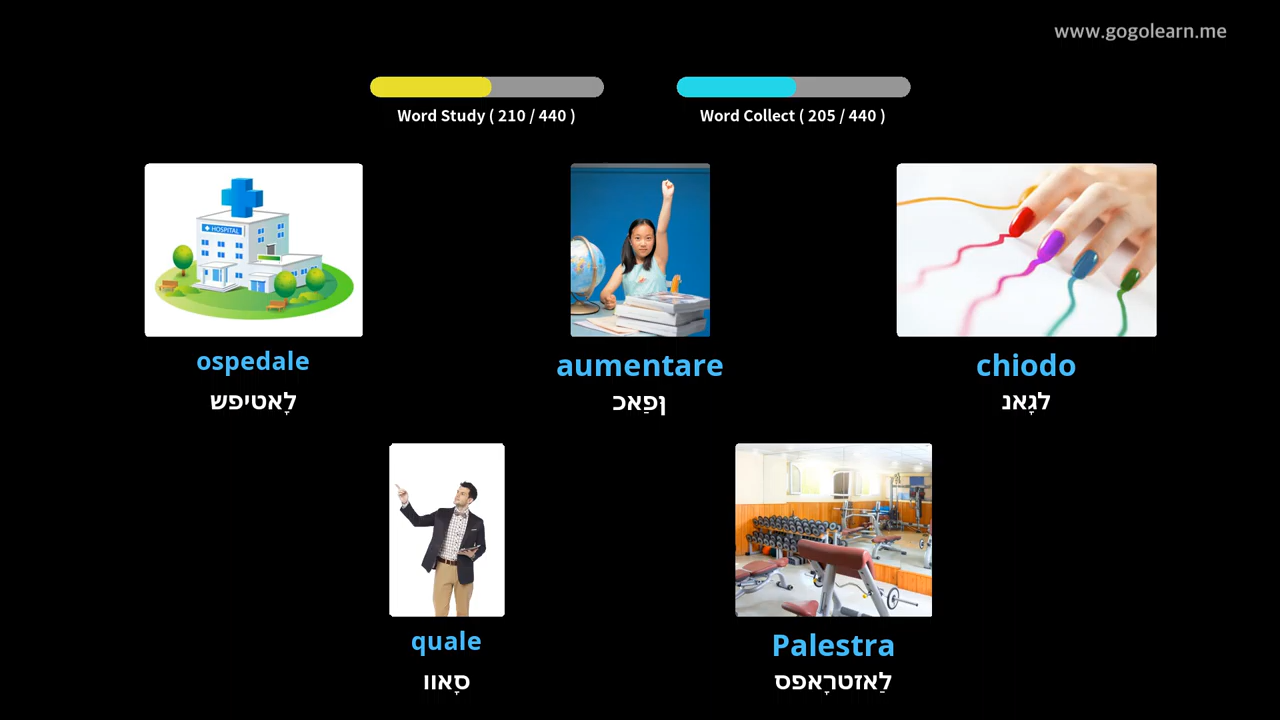 www.gogolearn.me
Word Study ( 210 / 440 )
Word Collect ( 205 / 440 )
ospedale
לָאטיפש
aumentare
ןּפַאכ
chiodo
לגָאנ
quale
סָאוו
Palestra
לַאזטרָאפס